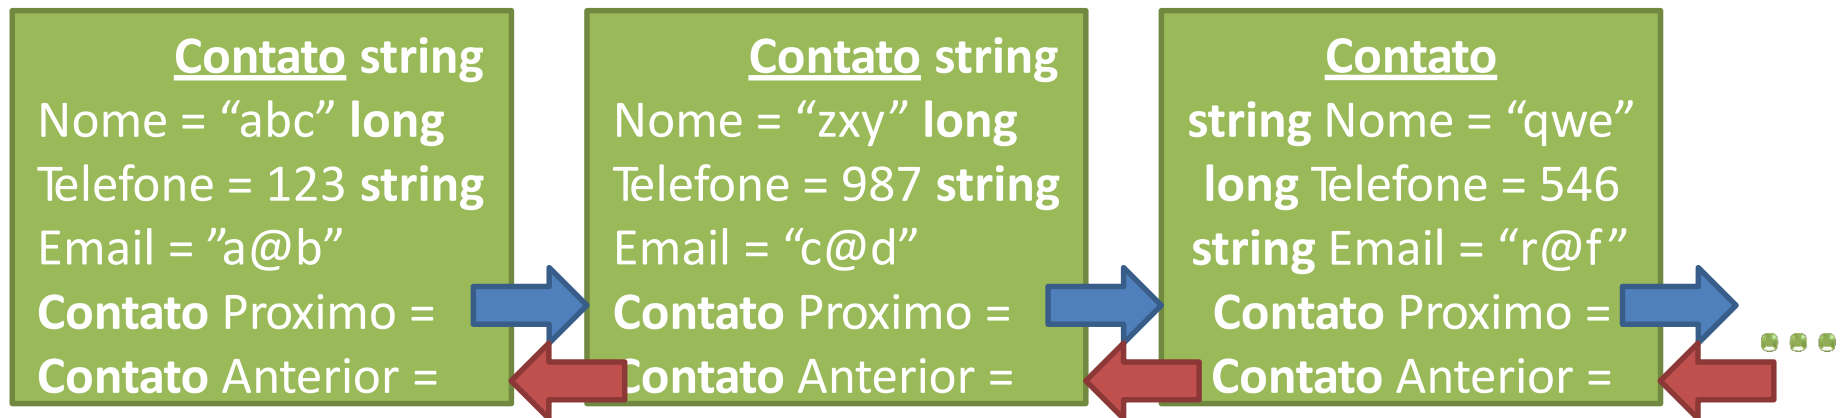 Contato string
Nome = “abc” long
Telefone = 123 string
Email = ”a@b”
Contato Proximo =
Contato Anterior =
Contato string
Nome = “zxy” long
Telefone = 987 string
Email = “c@d”
Contato Proximo =
Contato Anterior =
Contato
string Nome = “qwe”
long Telefone = 546
string Email = “r@f”
Contato Proximo =
Contato Anterior =
...